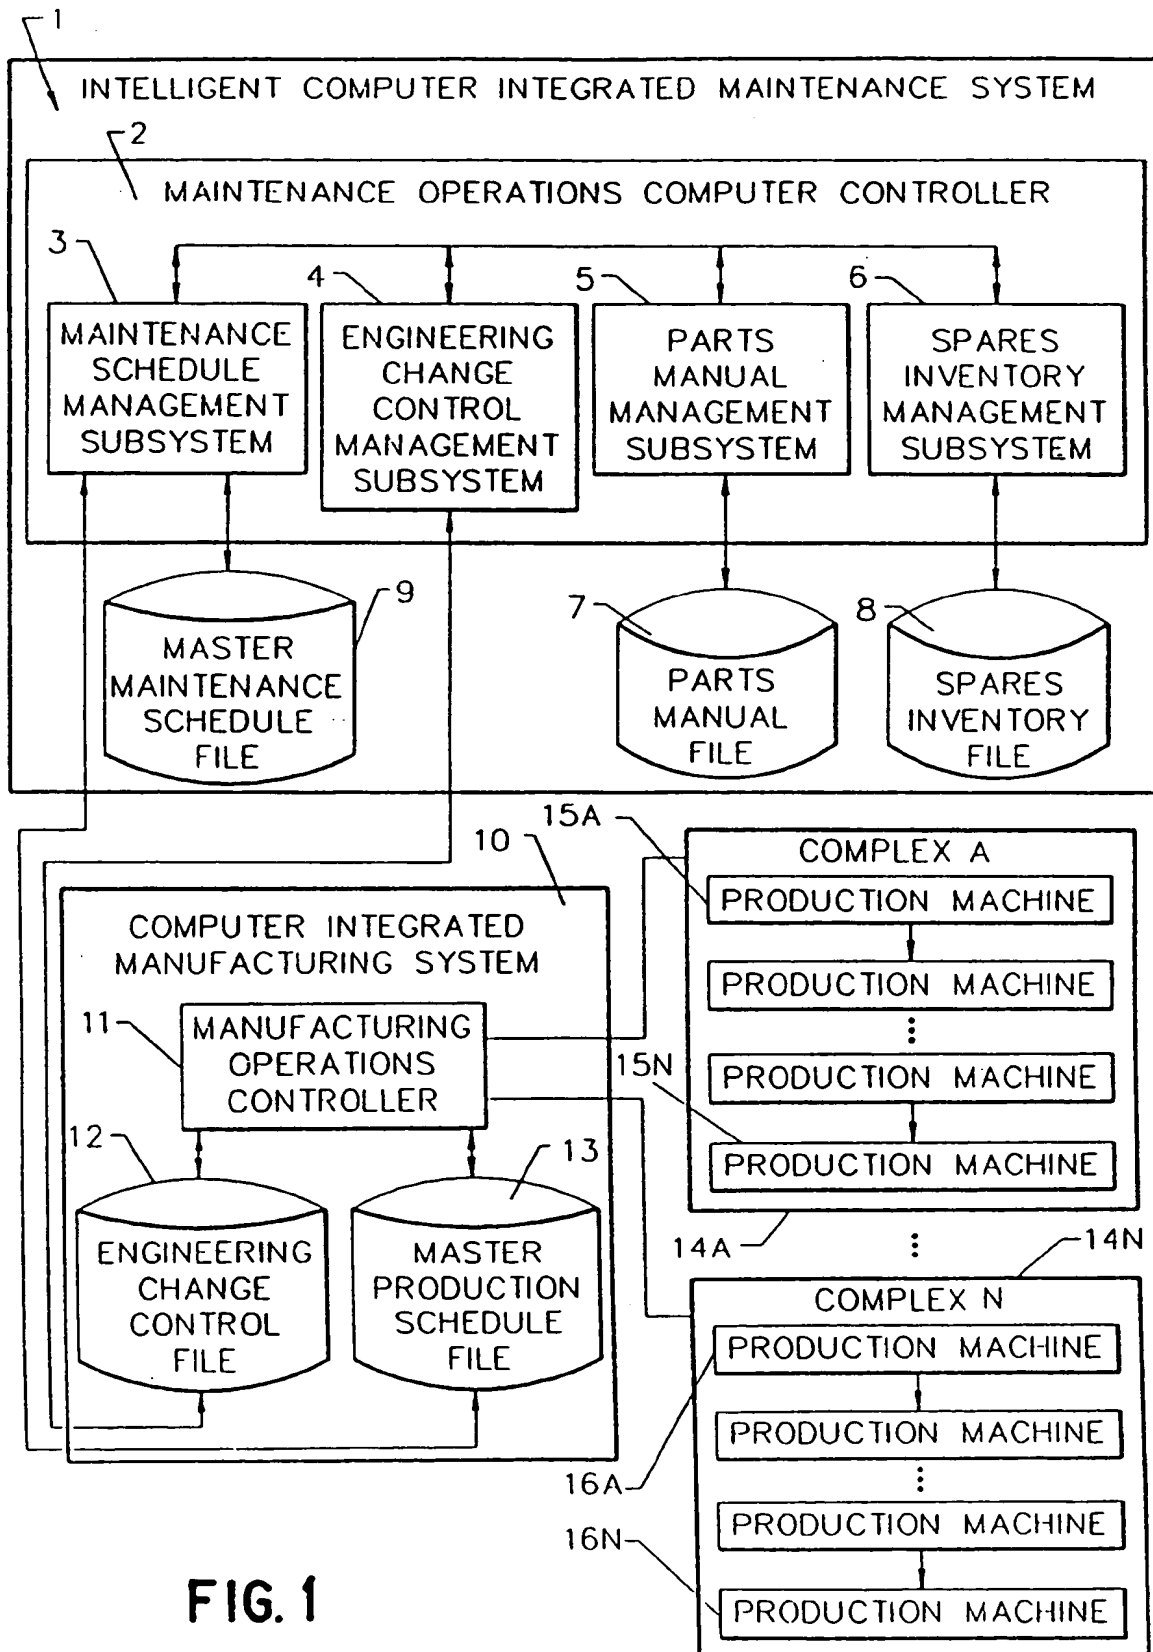 1
INTELLIGENT COMPUTER INTEGRATED MAINTENANCE SYSTEM
2
MAINTENANCE OPERATIONS COMPUTER CONTROLLER
3
MAINTENANCE
SCHEDULE
MANAGEMENT
SUBSYSTEM
4
ENGINEERING
CHANGE
CONTROL
MANAGEMENT
SUBSYSTEM
5
PARTS
MANUAL
MANAGEMENT
SUBSYSTEM
6
SPARES
INVENTORY
MANAGEMENT
SUBSYSTEM
9
MASTER
MAINTENANCE
SCHEDULE
FILE
7
PARTS
MANUAL
FILE
8
SPARES
INVENTORY
FILE
10
COMPUTER INTEGRATED
MANUFACTURING SYSTEM
11
MANUFACTURING
OPERATIONS
CONTROLLER
12
ENGINEERING
CHANGE
CONTROL
FILE
13
MASTER
PRODUCTION
SCHEDULE
FILE
15A
COMPLEX A
PRODUCTION MACHINE
PRODUCTION MACHINE
15N
PRODUCTION MACHINE
PRODUCTION MACHINE
14A
14N
COMPLEX N
PRODUCTION MACHINE
PRODUCTION MACHINE
16A
PRODUCTION MACHINE
16N
PRODUCTION MACHINE
FIG. 1